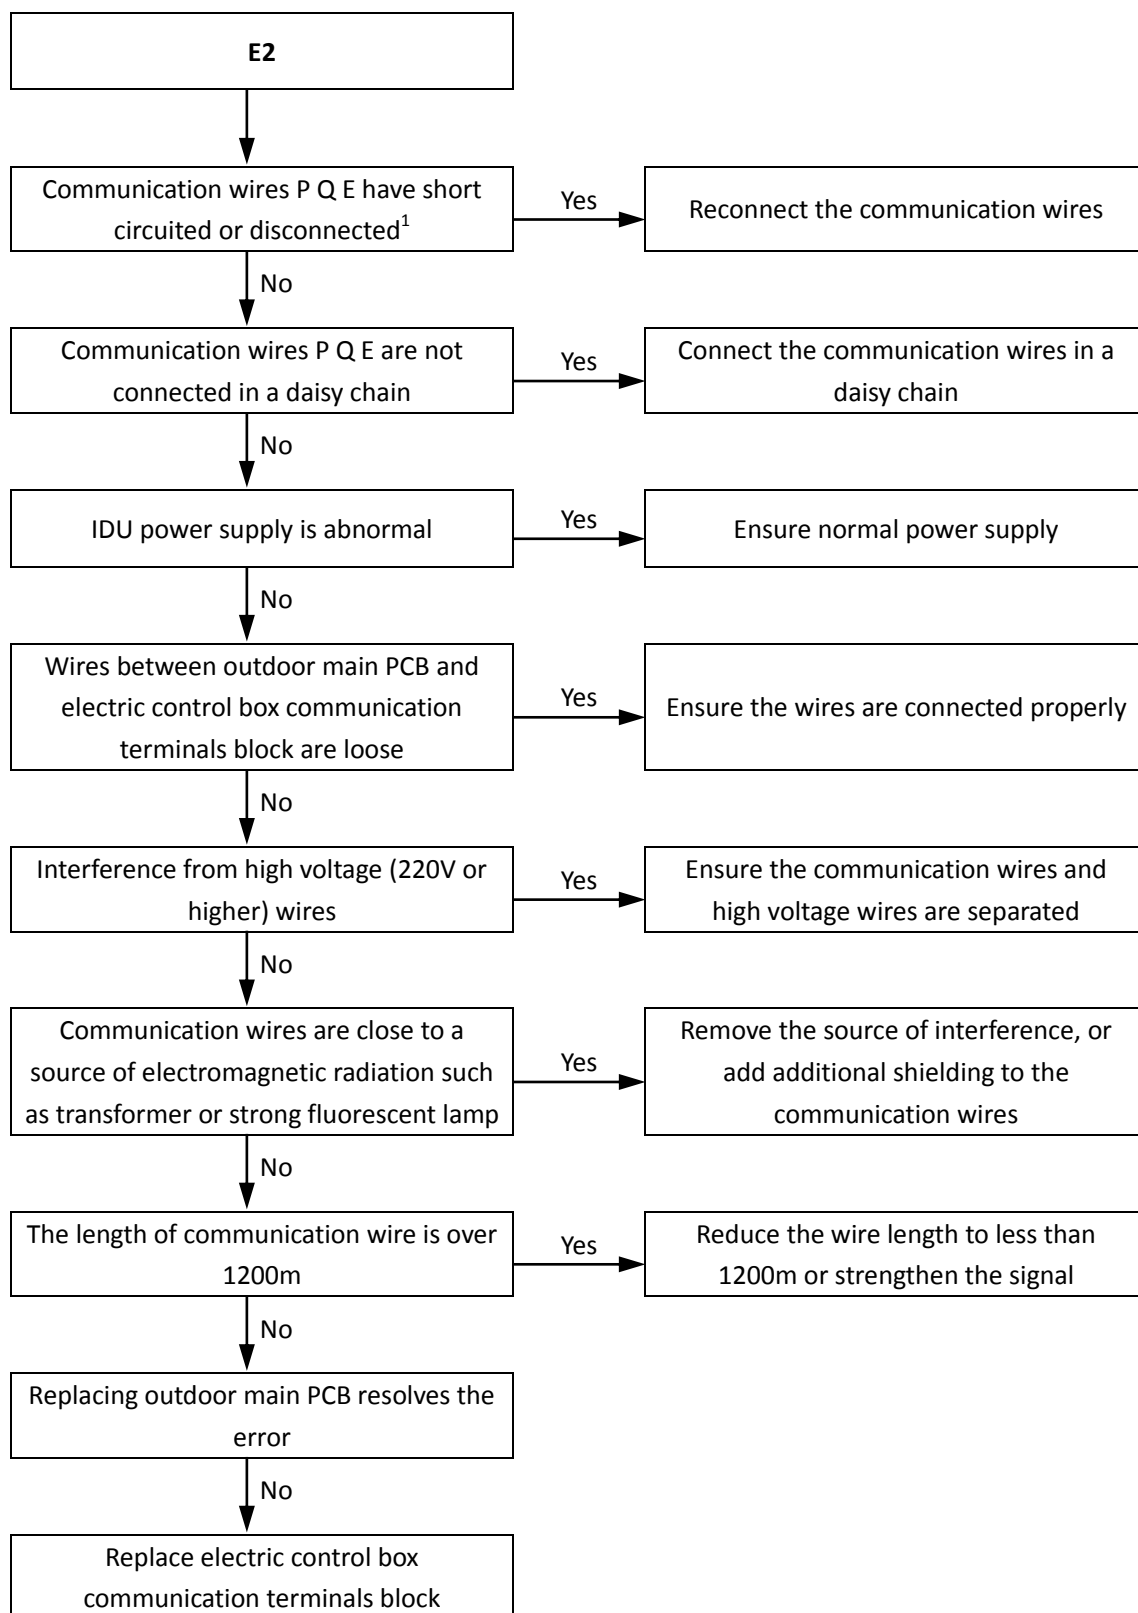 E2
Communication wires P Q E have short
circuited or disconnected¹
Yes
Reconnect the communication wires
No
Communication wires P Q E are not
connected in a daisy chain
Yes
Connect the communication wires in a
daisy chain
No
IDU power supply is abnormal
Yes
Ensure normal power supply
No
Wires between outdoor main PCB and
electric control box communication
terminals block are loose
Yes
Ensure the wires are connected properly
No
Interference from high voltage (220V or
higher) wires
Yes
Ensure the communication wires and
high voltage wires are separated
No
Communication wires are close to a
source of electromagnetic radiation such
as transformer or strong fluorescent lamp
Yes
Remove the source of interference, or
add additional shielding to the
communication wires
No
The length of communication wire is over
1200m
Yes
Reduce the wire length to less than
1200m or strengthen the signal
No
Replacing outdoor main PCB resolves the
error
No
Replace electric control box
communication terminals block